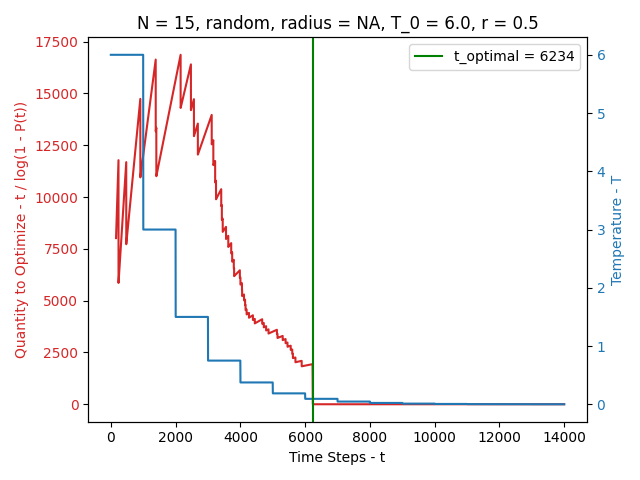 N = 15, random, radius = NA, T_0 = 6.0, r = 0.5
t_optimal = 6234
Quantity to Optimize - t / log(1 - P(t))
17500
15000
12500
10000
7500
5000
2500
0
6
5
4
3
2
1
0
Temperature - T
0 2000 4000 6000 8000 10000 12000 14000
Time Steps - t